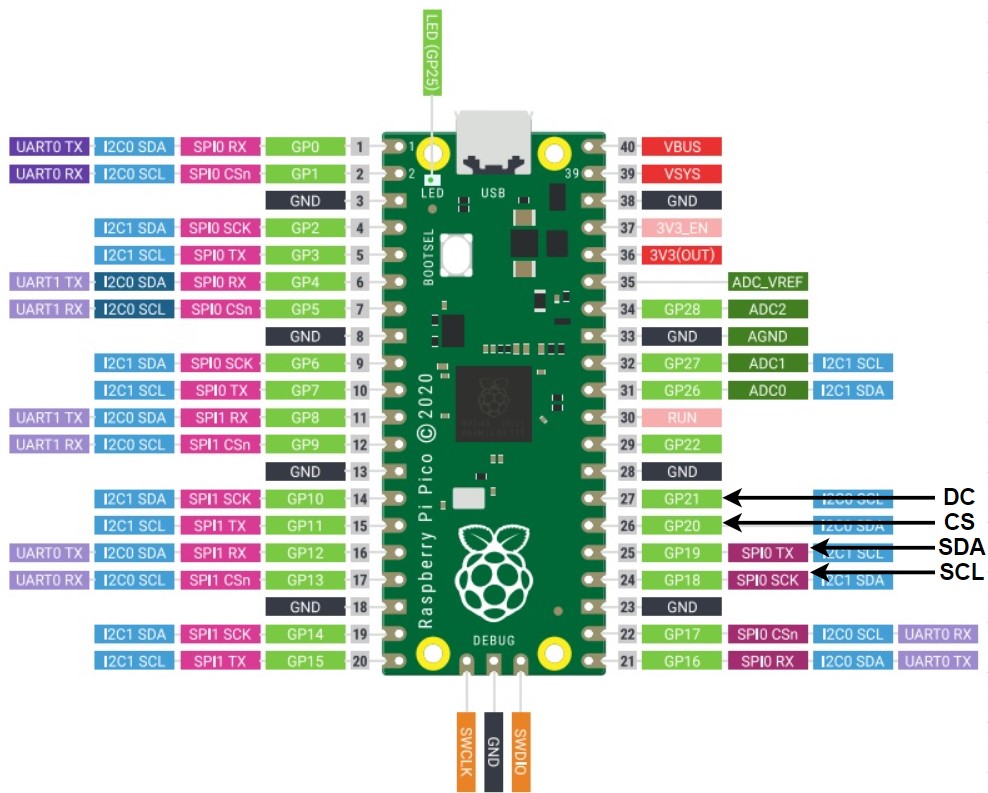 LED (GP25)
UART0 TX I2C0 SDA SPI0 RX GP0 1 1 40 VBUS
UART0 RX I2C0 SCL SPI0 CSn GP1 2 2 39 39 VSYS
LED USB
GND 3 38 GND
I2C1 SDA SPI0 SCK GP2 4 37 3V3_EN
I2C1 SCL SPI0 TX GP3 5 36 3V3(OUT)
BOOTSEL
UART1 TX I2C0 SDA SPI0 RX GP4 6 35 ADC_VREF
UART1 RX I2C0 SCL SPI0 CSn GP5 7 34 GP28 ADC2
GND 8 33 GND AGND
I2C1 SDA SPI0 SCK GP6 9 32 GP27 ADC1 I2C1 SCL
I2C1 SCL SPI0 TX GP7 10 31 GP26 ADC0 I2C1 SDA
UART1 TX I2C0 SDA SPI1 RX GP8 11 30 RUN
UART1 RX I2C0 SCL SPI1 CSn GP9 12 29 GP22
GND 13 28 GND
Raspberry Pi Pico © 2020
I2C1 SDA SPI1 SCK GP10 14 27 GP21 I2C0 SCL DC
I2C1 SCL SPI1 TX GP11 15 26 GP20 I2C0 SDA CS
UART0 TX I2C0 SDA SPI1 RX GP12 16 25 GP19 SPI0 TX I2C1 SCL SDA
UART0 RX I2C0 SCL SPI1 CSn GP13 17 24 GP18 SPI0 SCK I2C1 SDA SCL
GND 18 23 GND
I2C1 SDA SPI1 SCK GP14 19 22 GP17 SPI0 CSn I2C0 SCL UART0 RX
DEBUG
I2C1 SCL SPI1 TX GP15 20 21 GP16 SPI0 RX I2C0 SDA UART0 TX
SWCLK
GND
SWDIO